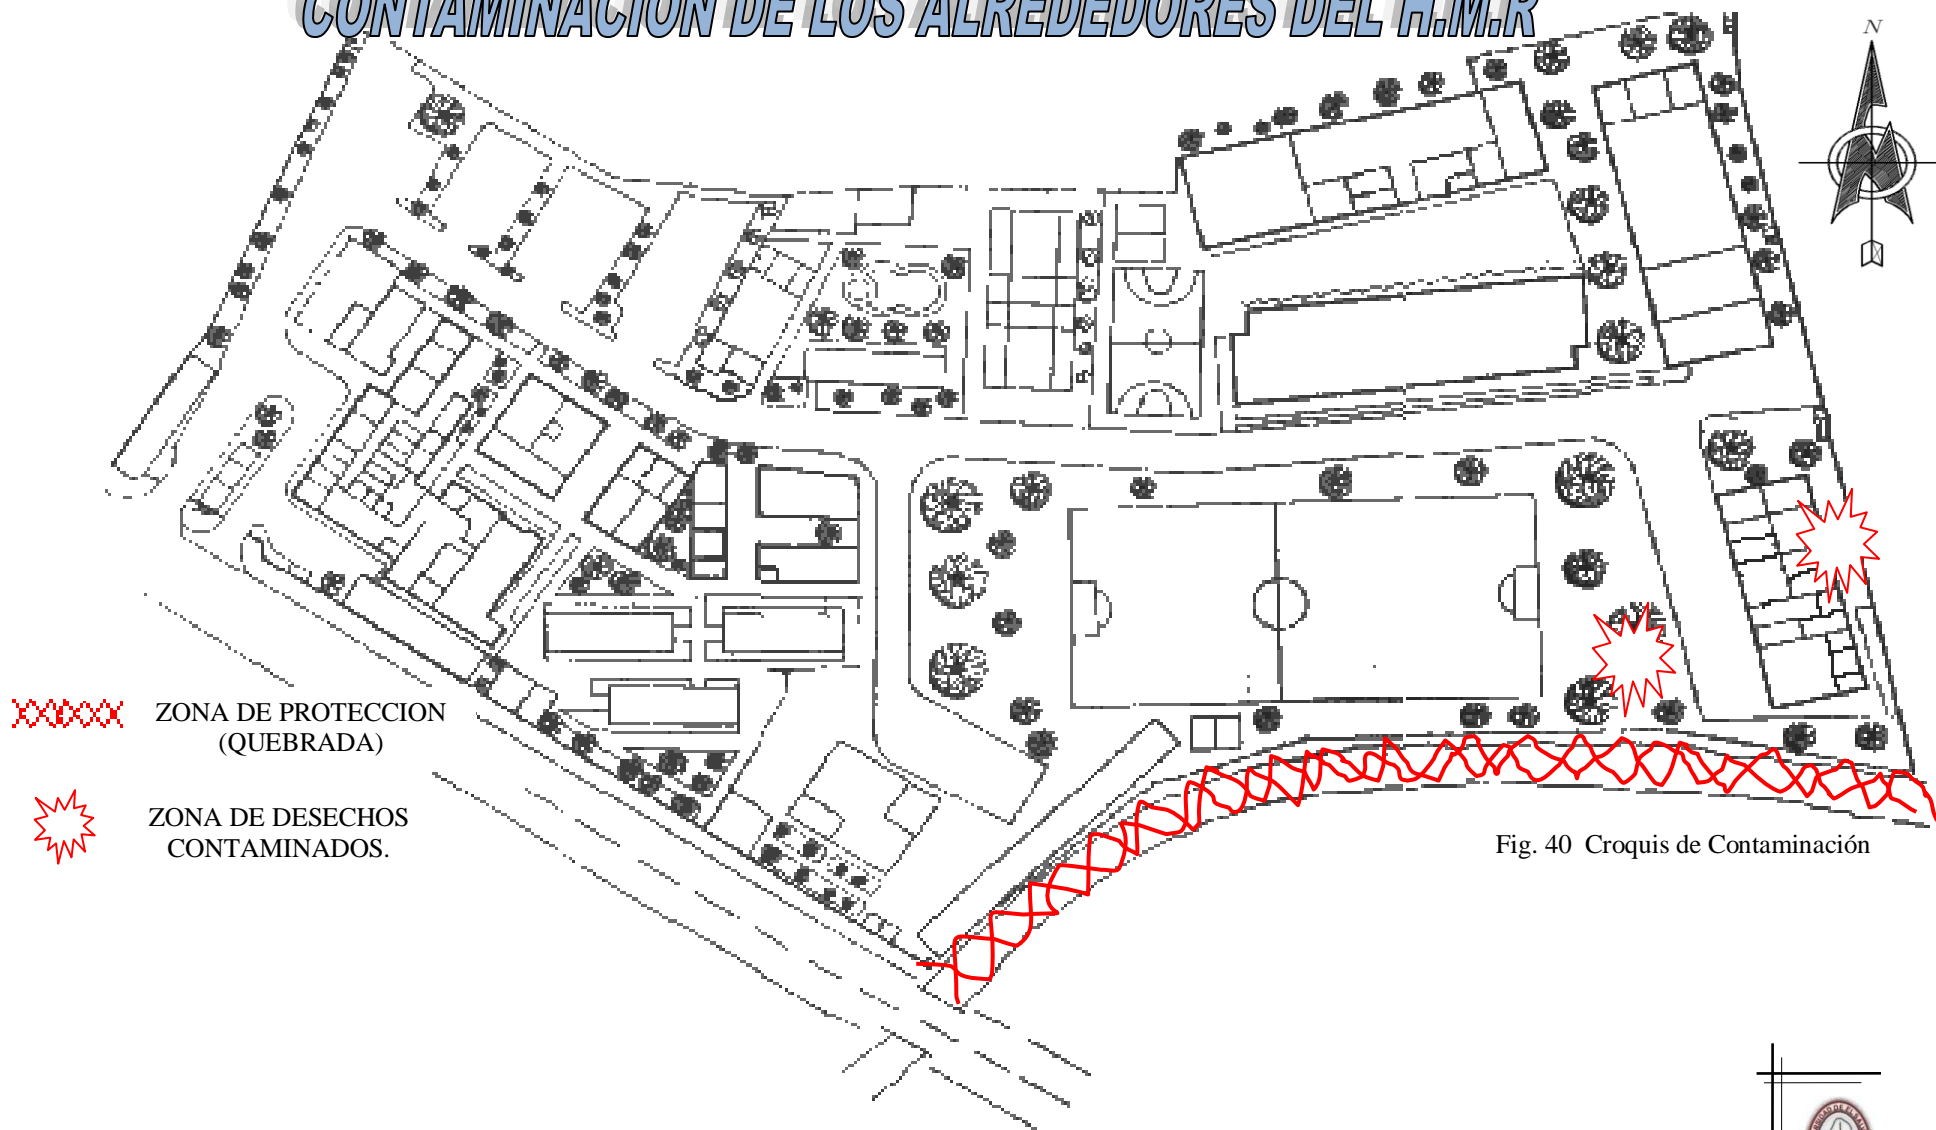 CONTAMINACION DE LOS ALREDEDORES DEL H.M.R
N
ZONA DE PROTECCION
(QUEBRADA)
ZONA DE DESECHOS
CONTAMINADOS.
Fig. 40 Croquis de Contaminación